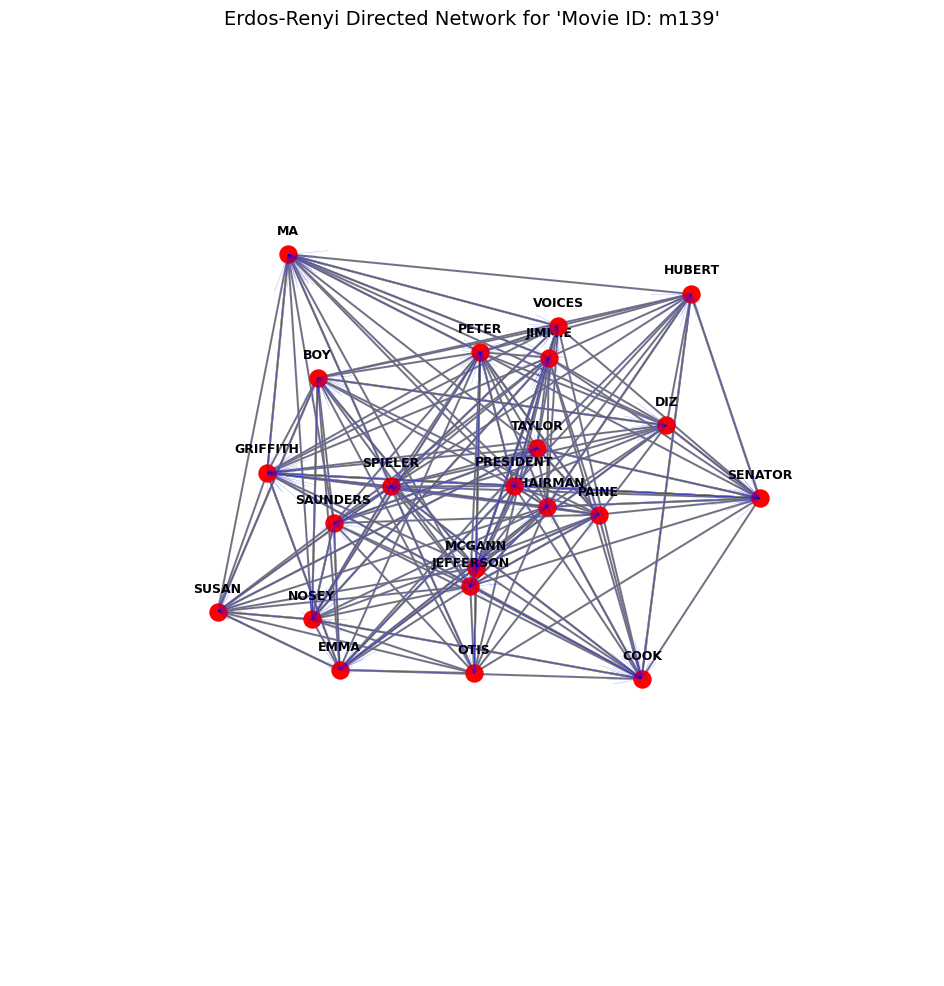 Erdos-Renyi Directed Network for 'Movie ID: m139'
MA
HUBERT
VOICES
PETER
JIMMIE
BOY
DIZ
TAYLOR
GRIFFITH
SPIELER
PRESIDENT
SENATOR
CHAIRMAN
PAINE
SAUNDERS
MCGANN
JEFFERSON
SUSAN
NOSEY
EMMA
OTIS
COOK